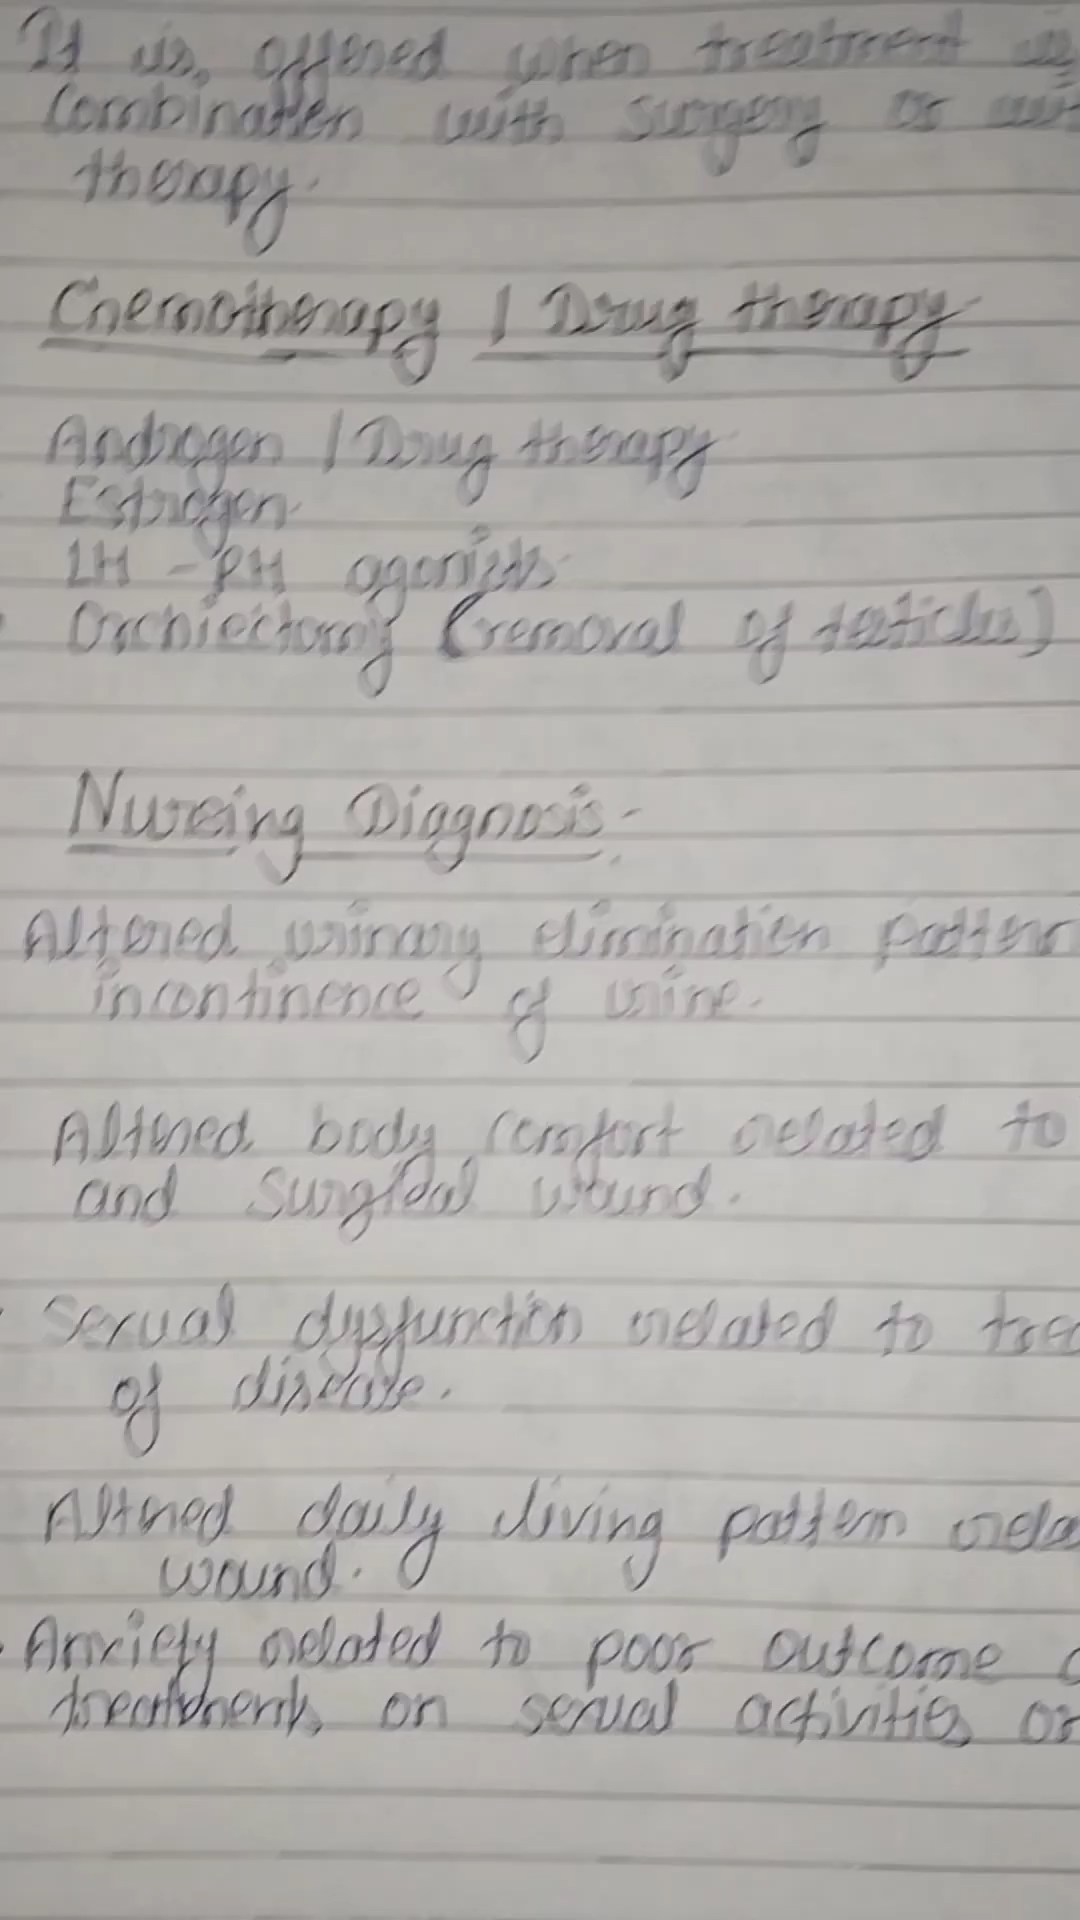 It is, offered when treatment is
Combination with surgery or
therapy.
Chemotherapy / Drug therapy
Androgen / Drug therapy
Estrogen
LH - RH agonists
Orchiectomy (removal of testicles)
Nursing Diagnosis -
Altered urinary elimination pattern
incontinence of urine.
Altered body comfort related to
and surgical wound.
Sexual dysfunction related to
of disease.
Altered daily living pattern
wound.
Anxiety related to poor outcome
treatments on sexual activities or